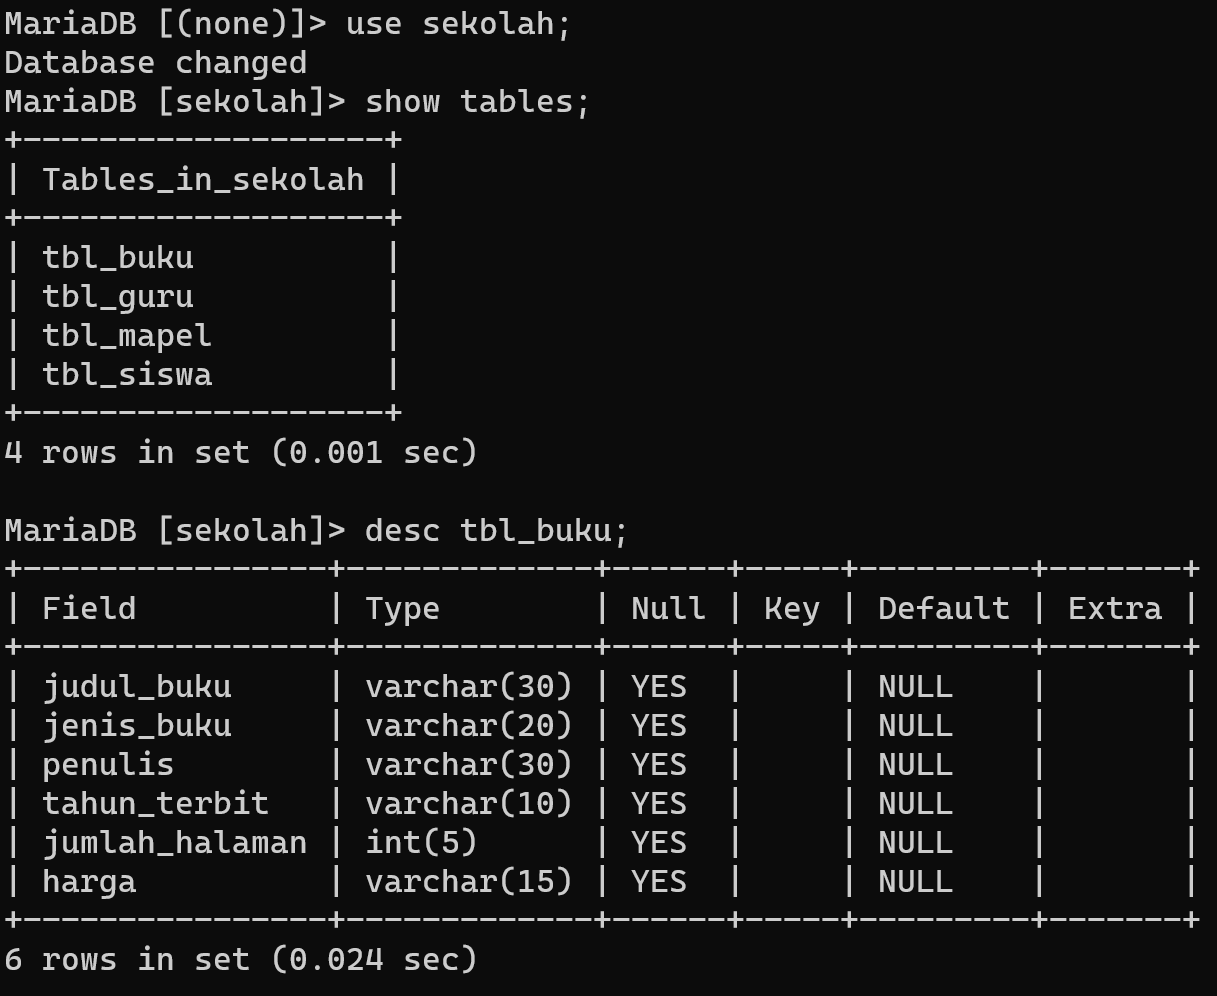 MariaDB [(none)]> use sekolah;
Database changed
MariaDB [sekolah]> show tables;
+-------------------+
| Tables_in_sekolah |
+-------------------+
| tbl_buku          |
| tbl_guru          |
| tbl_mapel         |
| tbl_siswa         |
+-------------------+
4 rows in set (0.001 sec)

MariaDB [sekolah]> desc tbl_buku;
+----------------+-------------+------+-----+---------+-------+
| Field          | Type        | Null | Key | Default | Extra |
+----------------+-------------+------+-----+---------+-------+
| judul_buku     | varchar(30) | YES  |     | NULL    |       |
| jenis_buku     | varchar(20) | YES  |     | NULL    |       |
| penulis        | varchar(30) | YES  |     | NULL    |       |
| tahun_terbit   | varchar(10) | YES  |     | NULL    |       |
| jumlah_halaman | int(5)      | YES  |     | NULL    |       |
| harga          | varchar(15) | YES  |     | NULL    |       |
+----------------+-------------+------+-----+---------+-------+
6 rows in set (0.024 sec)